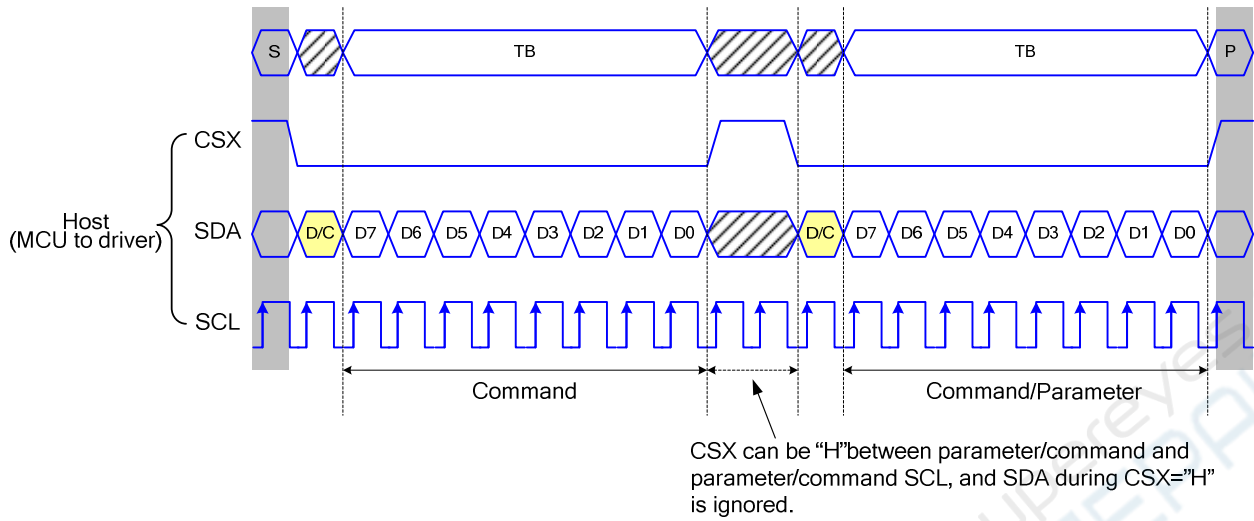 S TB TB P
CSX
Host
(MCU to driver)
SDA D/C D7 D6 D5 D4 D3 D2 D1 D0 D/C D7 D6 D5 D4 D3 D2 D1 D0
SCL
Command Command/Parameter
CSX can be “H”between parameter/command and
parameter/command SCL, and SDA during CSX=”H”
is ignored.